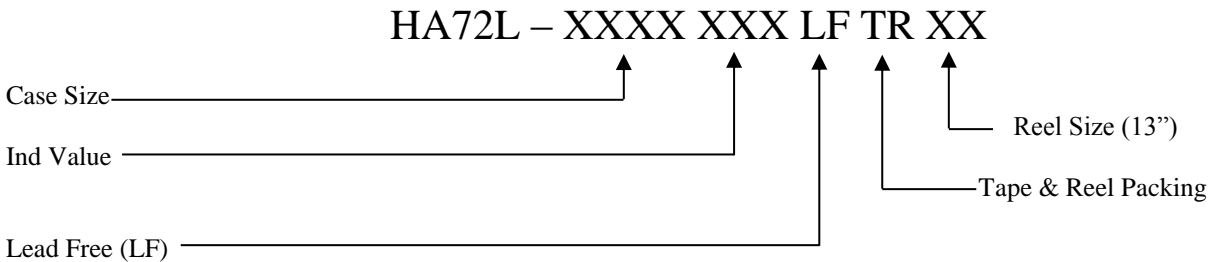 HA72L – XXXX XXX LF TR XX
Case Size
Reel Size (13”)
Ind Value
Tape & Reel Packing
Lead Free (LF)